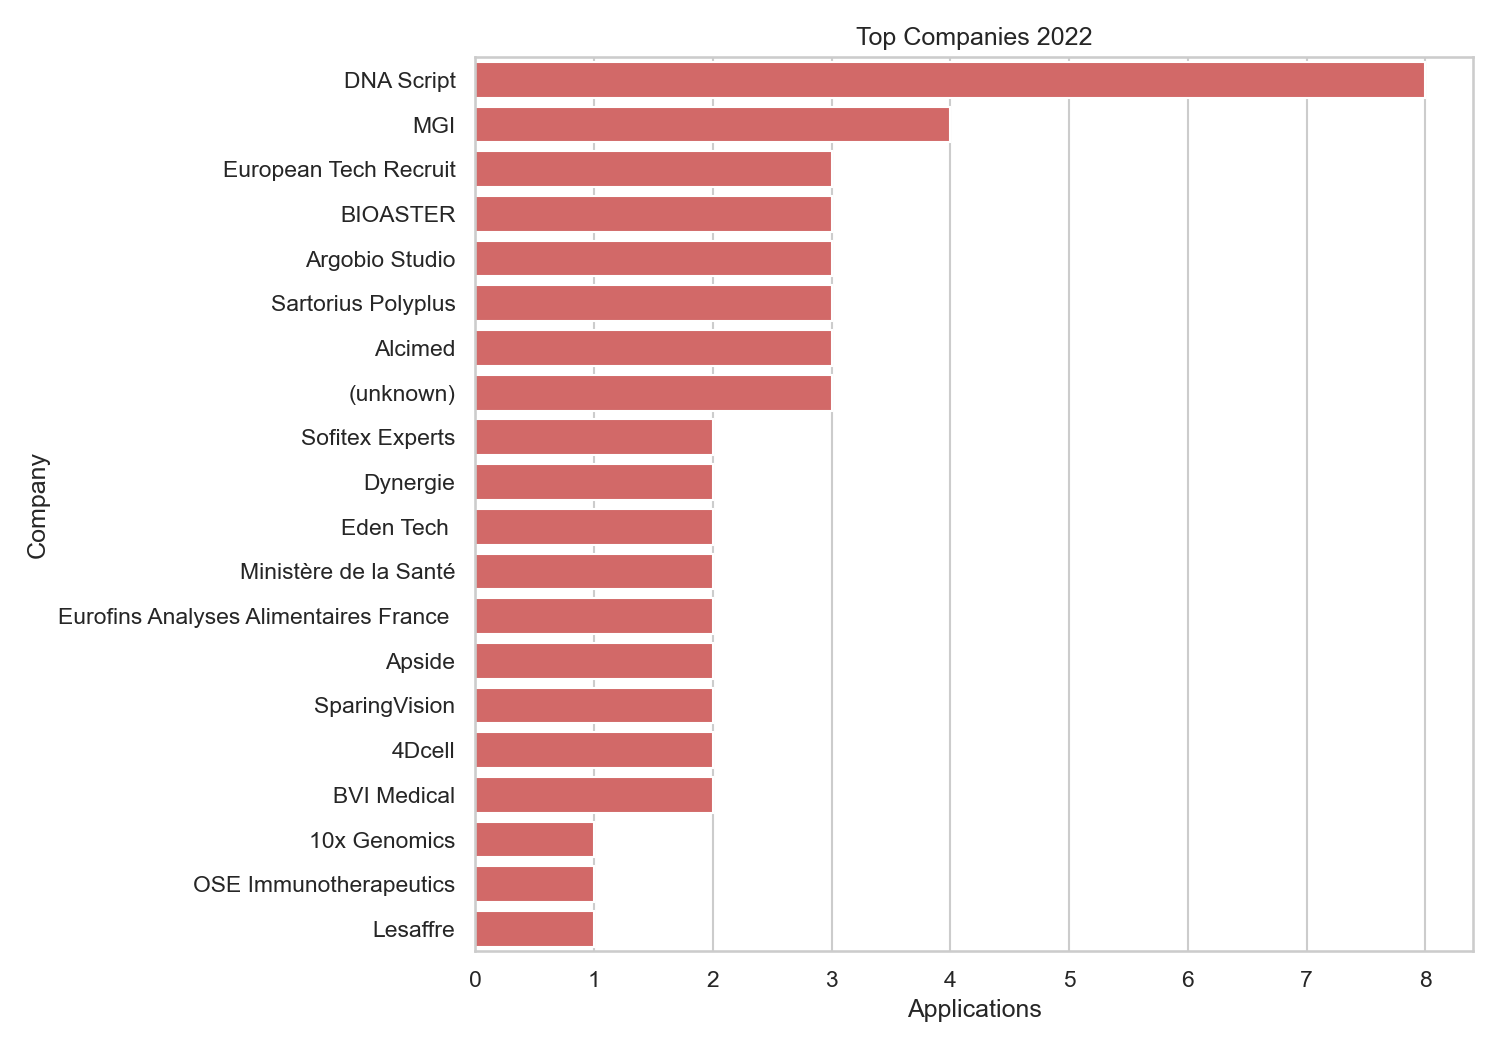 Top Companies 2022
DNA Script
MGI
European Tech Recruit
BIOASTER
Argobio Studio
Sartorius Polyplus
Alcimed
(unknown)
Sofitex Experts
Dynergie
Eden Tech
Ministère de la Santé
Eurofins Analyses Alimentaires France
Apside
SparingVision
4Dcell
BVI Medical
10x Genomics
OSE Immunotherapeutics
Lesaffre
Company
0 1 2 3 4 5 6 7 8
Applications